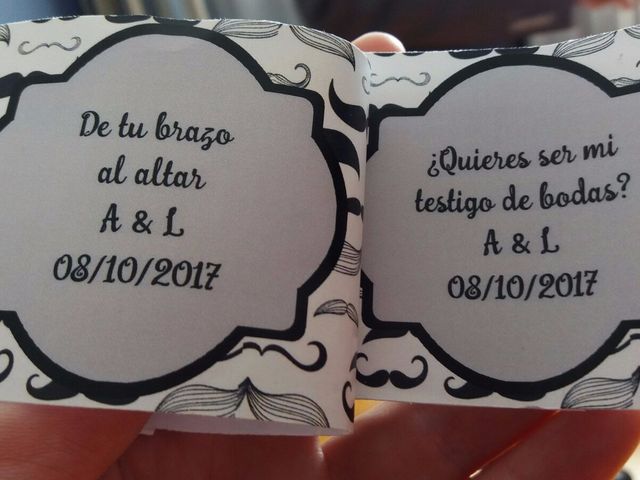 De tu brazo
al altar
A & L
08/10/2017
¿Quieres ser mi
testigo de bodas?
A & L
08/10/2017